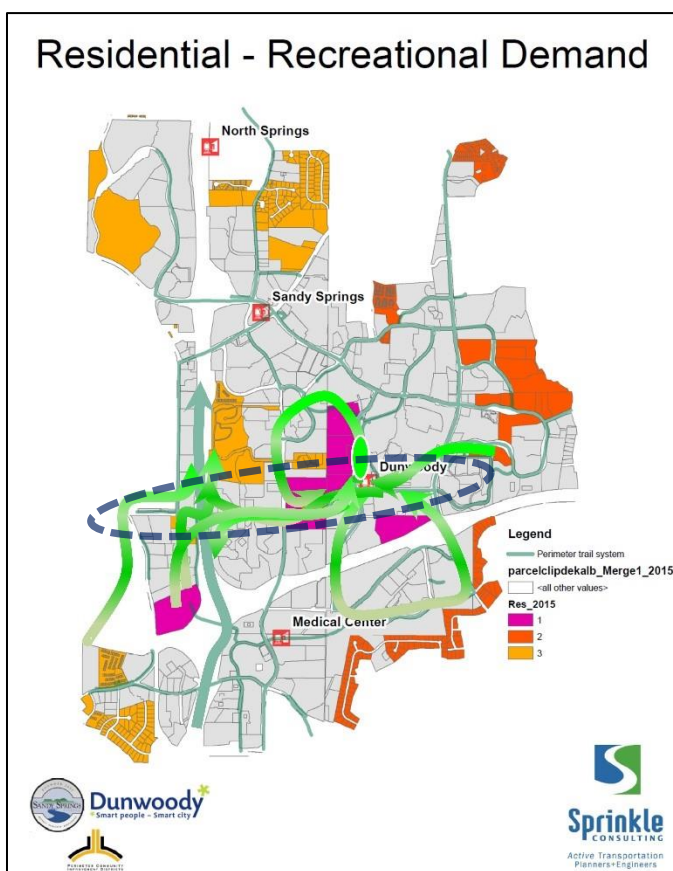 Residential - Recreational Demand
North Springs
Sandy Springs
Dunwoody
Medical Center
Legend
Perimeter trail system
parcelclipdekalb_Merge1_2015
<all other values>
Res_2015
1
2
3
SANDY SPRINGS
Dunwoody
Smart people - Smart city
PERIMETER COMMUNITY
IMPROVEMENT DISTRICTS
Sprinkle
CONSULTING
Active Transportation
Planners+Engineers